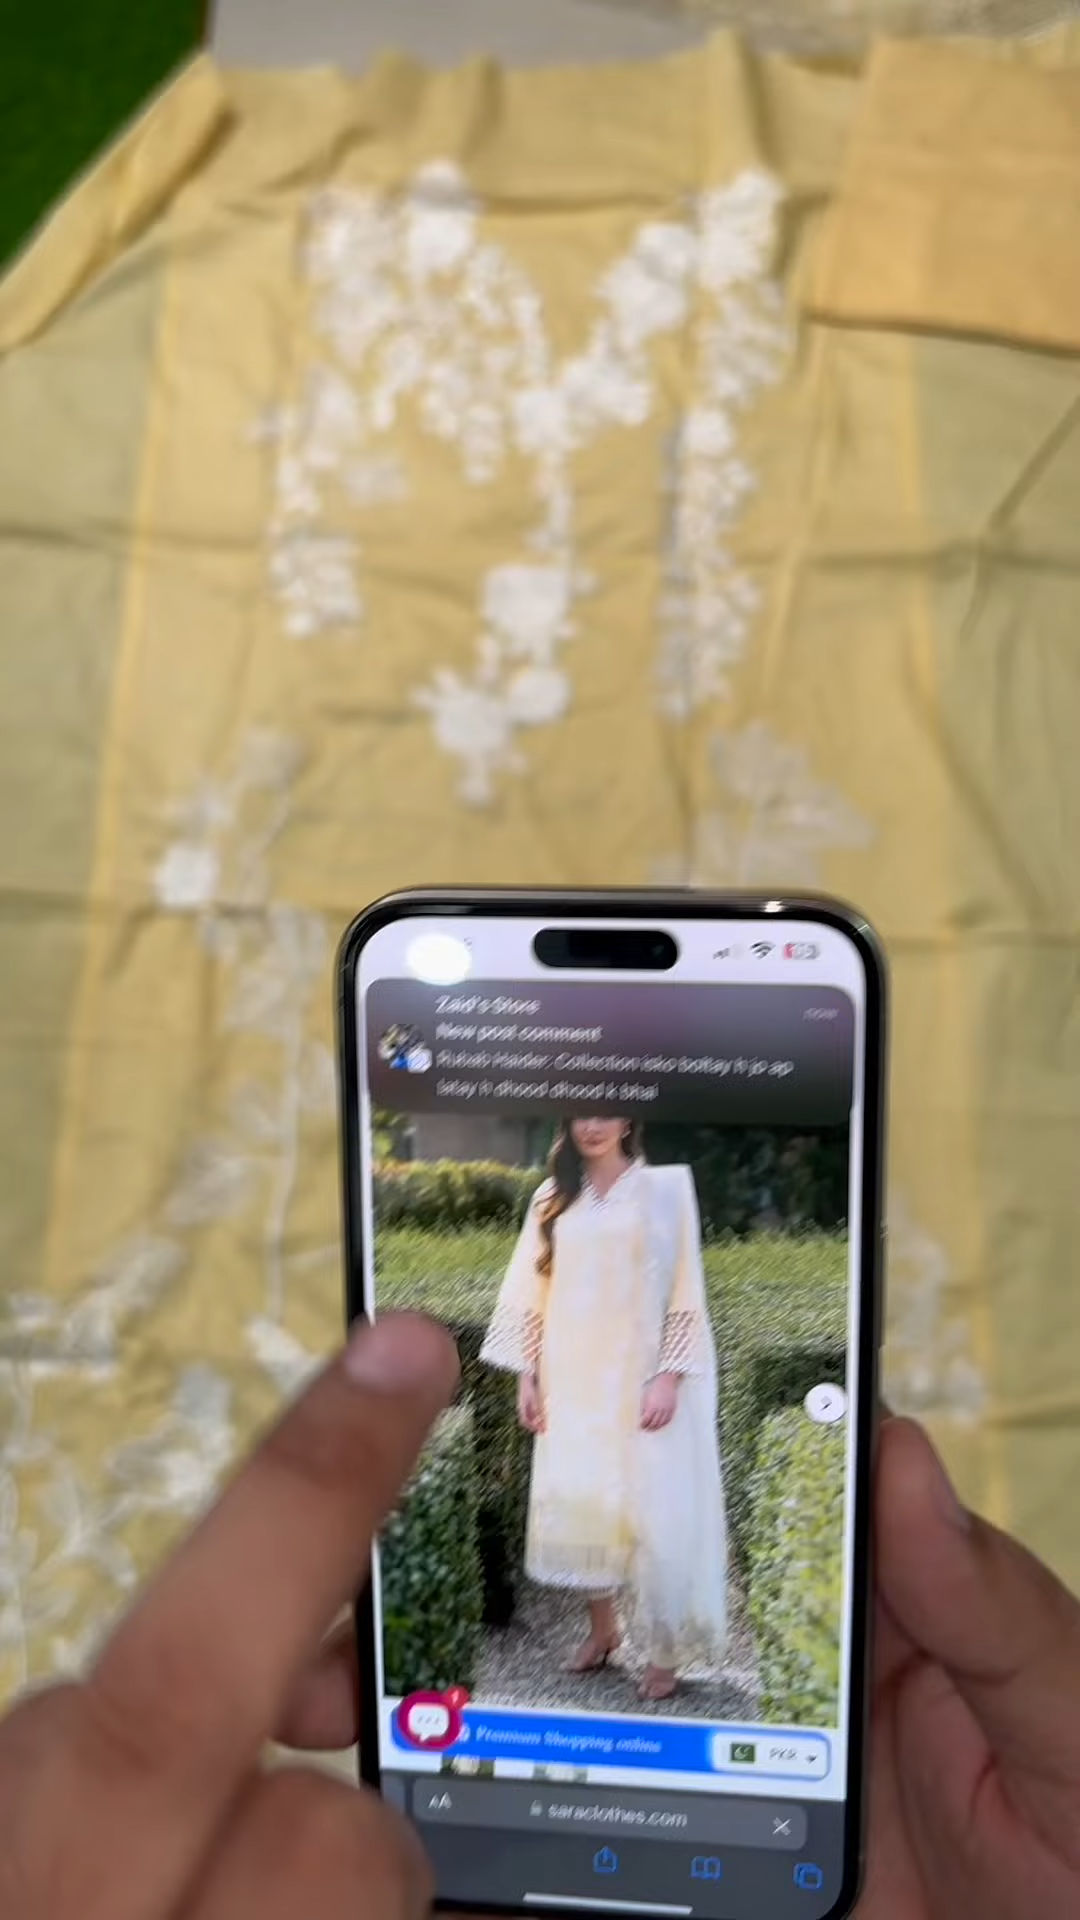 Zaid's Store
now
New post comment
Rubab Haider: Collection isko boltay h jo ap
latay h dhood dhood k bhai
Premium Shopping online
PKR
AA
saraclothes.com